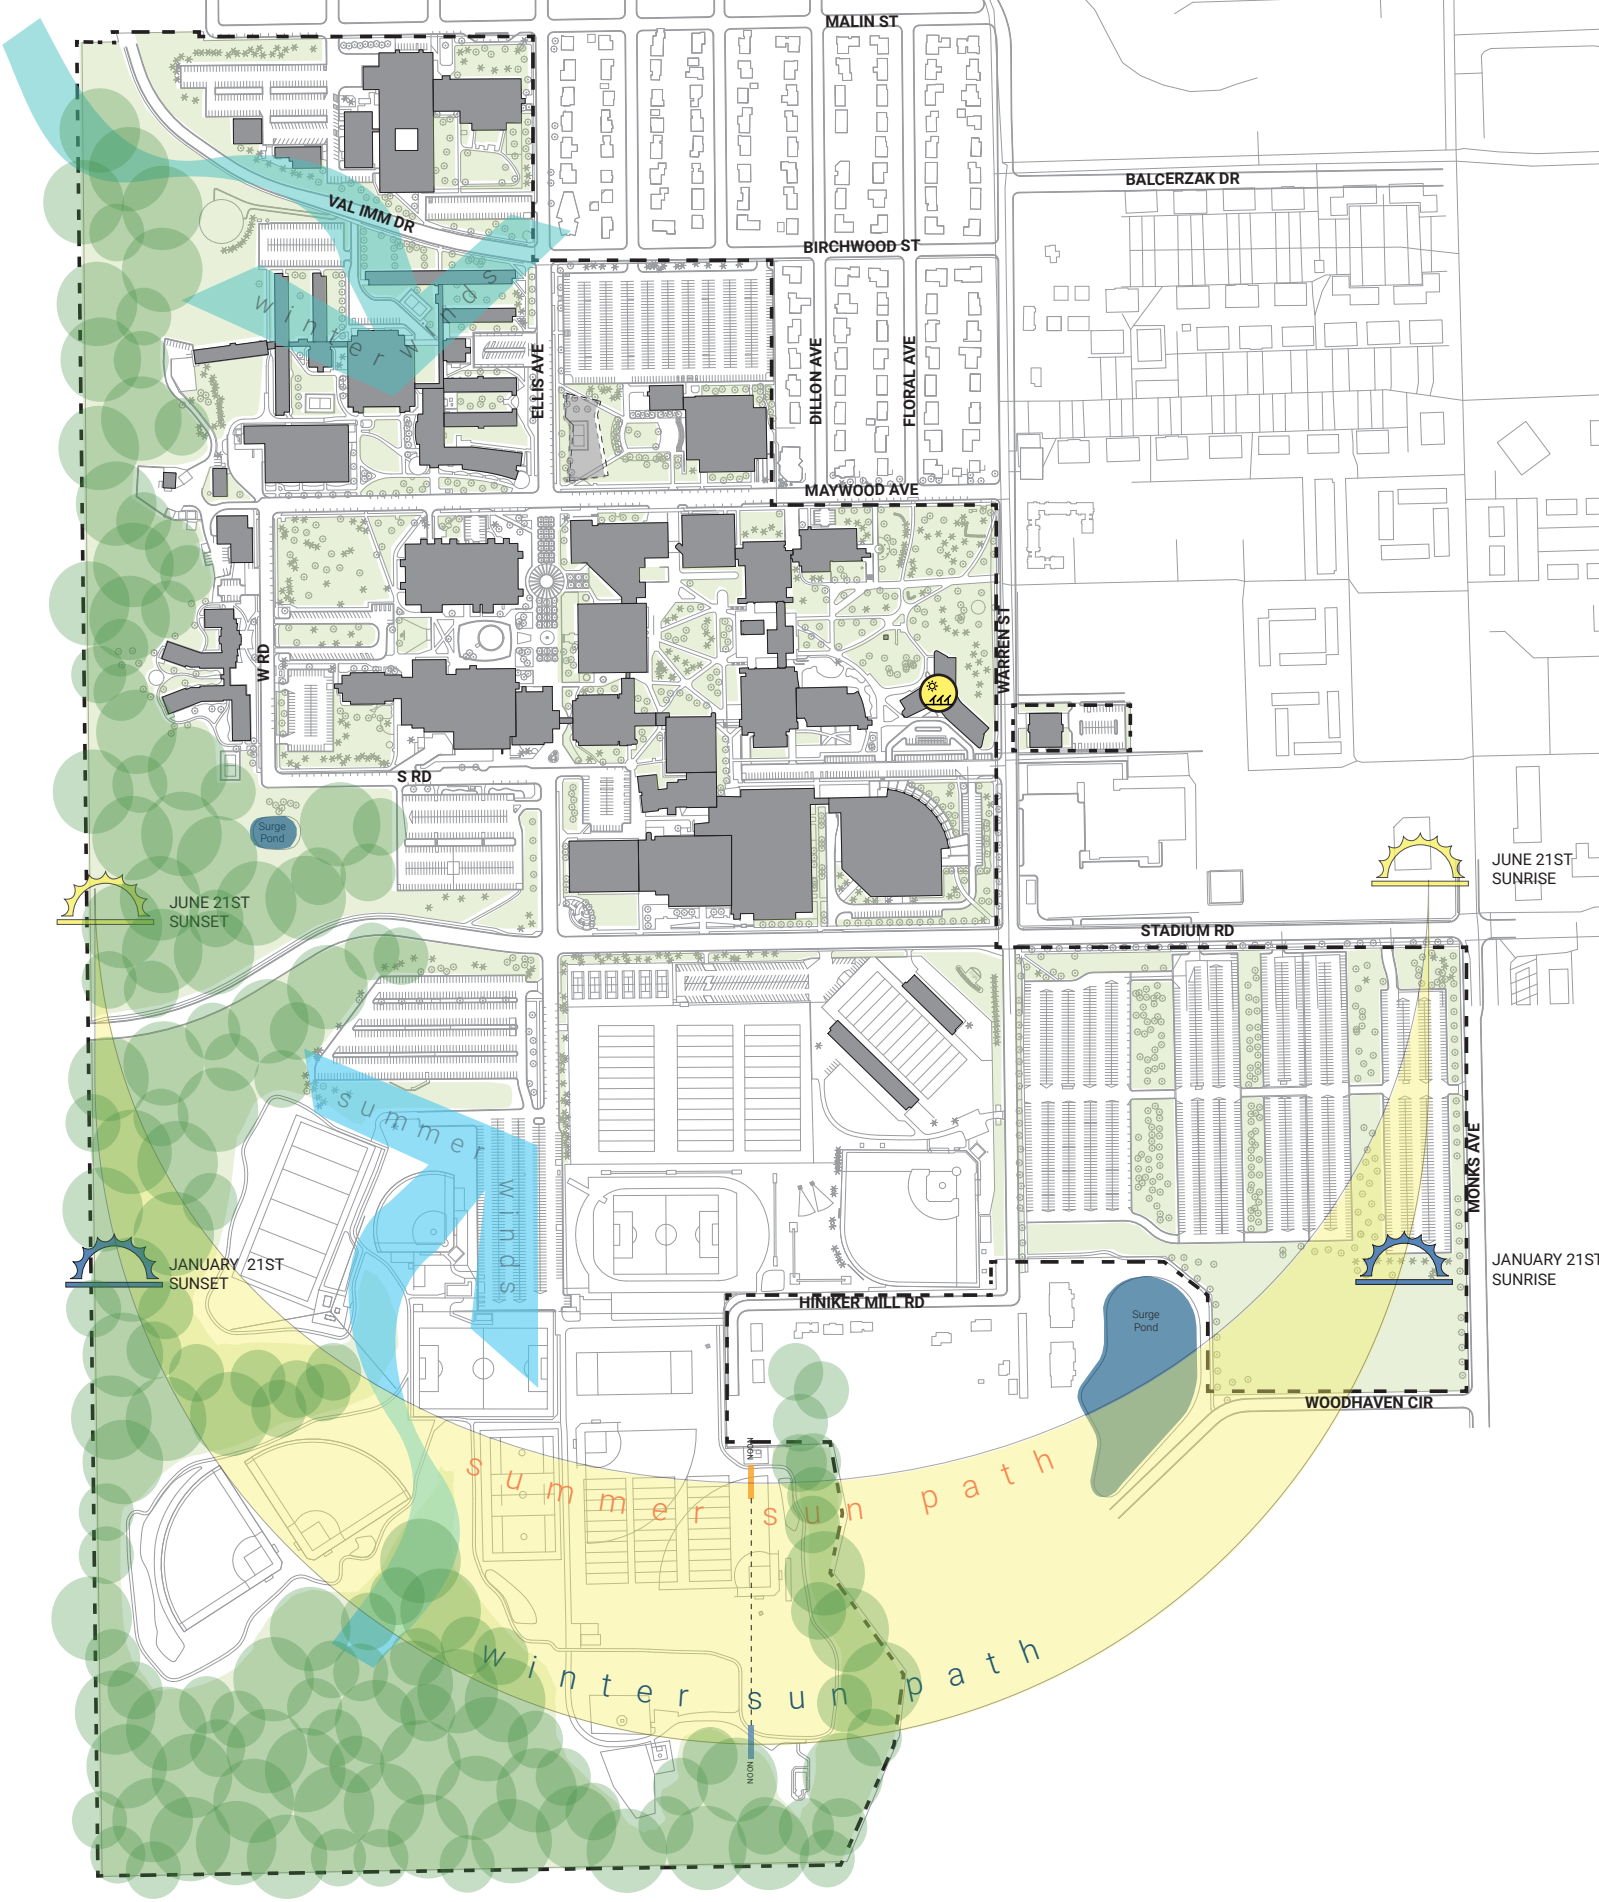 MALIN ST
BALCERZAK DR
VAL IMM DR
BIRCHWOOD ST
winter winds
ELLIS AVE
DILLON AVE
FLORAL AVE
MAYWOOD AVE
WARREN ST
W RD
S RD
Surge
Pond
JUNE 21ST
SUNSET
JUNE 21ST
SUNRISE
STADIUM RD
summer
winds
MONKS AVE
JANUARY 21ST
SUNSET
JANUARY 21ST
SUNRISE
HINIKER MILL RD
Surge
Pond
WOODHAVEN CIR
NOON
summer sun path
winter sun path
NOON